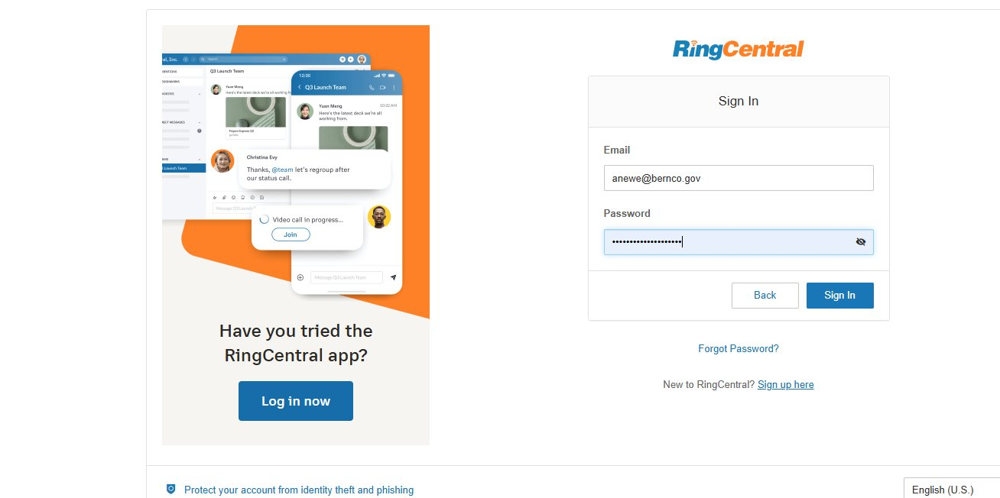 al, Inc.
Search
MENTIONS
BOOKMARKS
Q3 Launch Team
Yuan Meng
Here's the latest deck we're all working fr
Project Express Q3
12:30
Q3 Launch Team
Yuan Meng
10:32 AM
Here's the latest deck we're all
working from.
Christina Evy
Thanks, @team let's regroup after
our status call.
Message Q3 Launch
Video call in progress...
Join
Message Q3 Launch Team
Have you tried the
RingCentral app?
Log in now
RingCentral
Sign In
Email
anewe@bernco.gov
Password
••••••••••••••••••••
Back
Sign In
Forgot Password?
New to RingCentral? Sign up here
Protect your account from identity theft and phishing
English (U.S.)